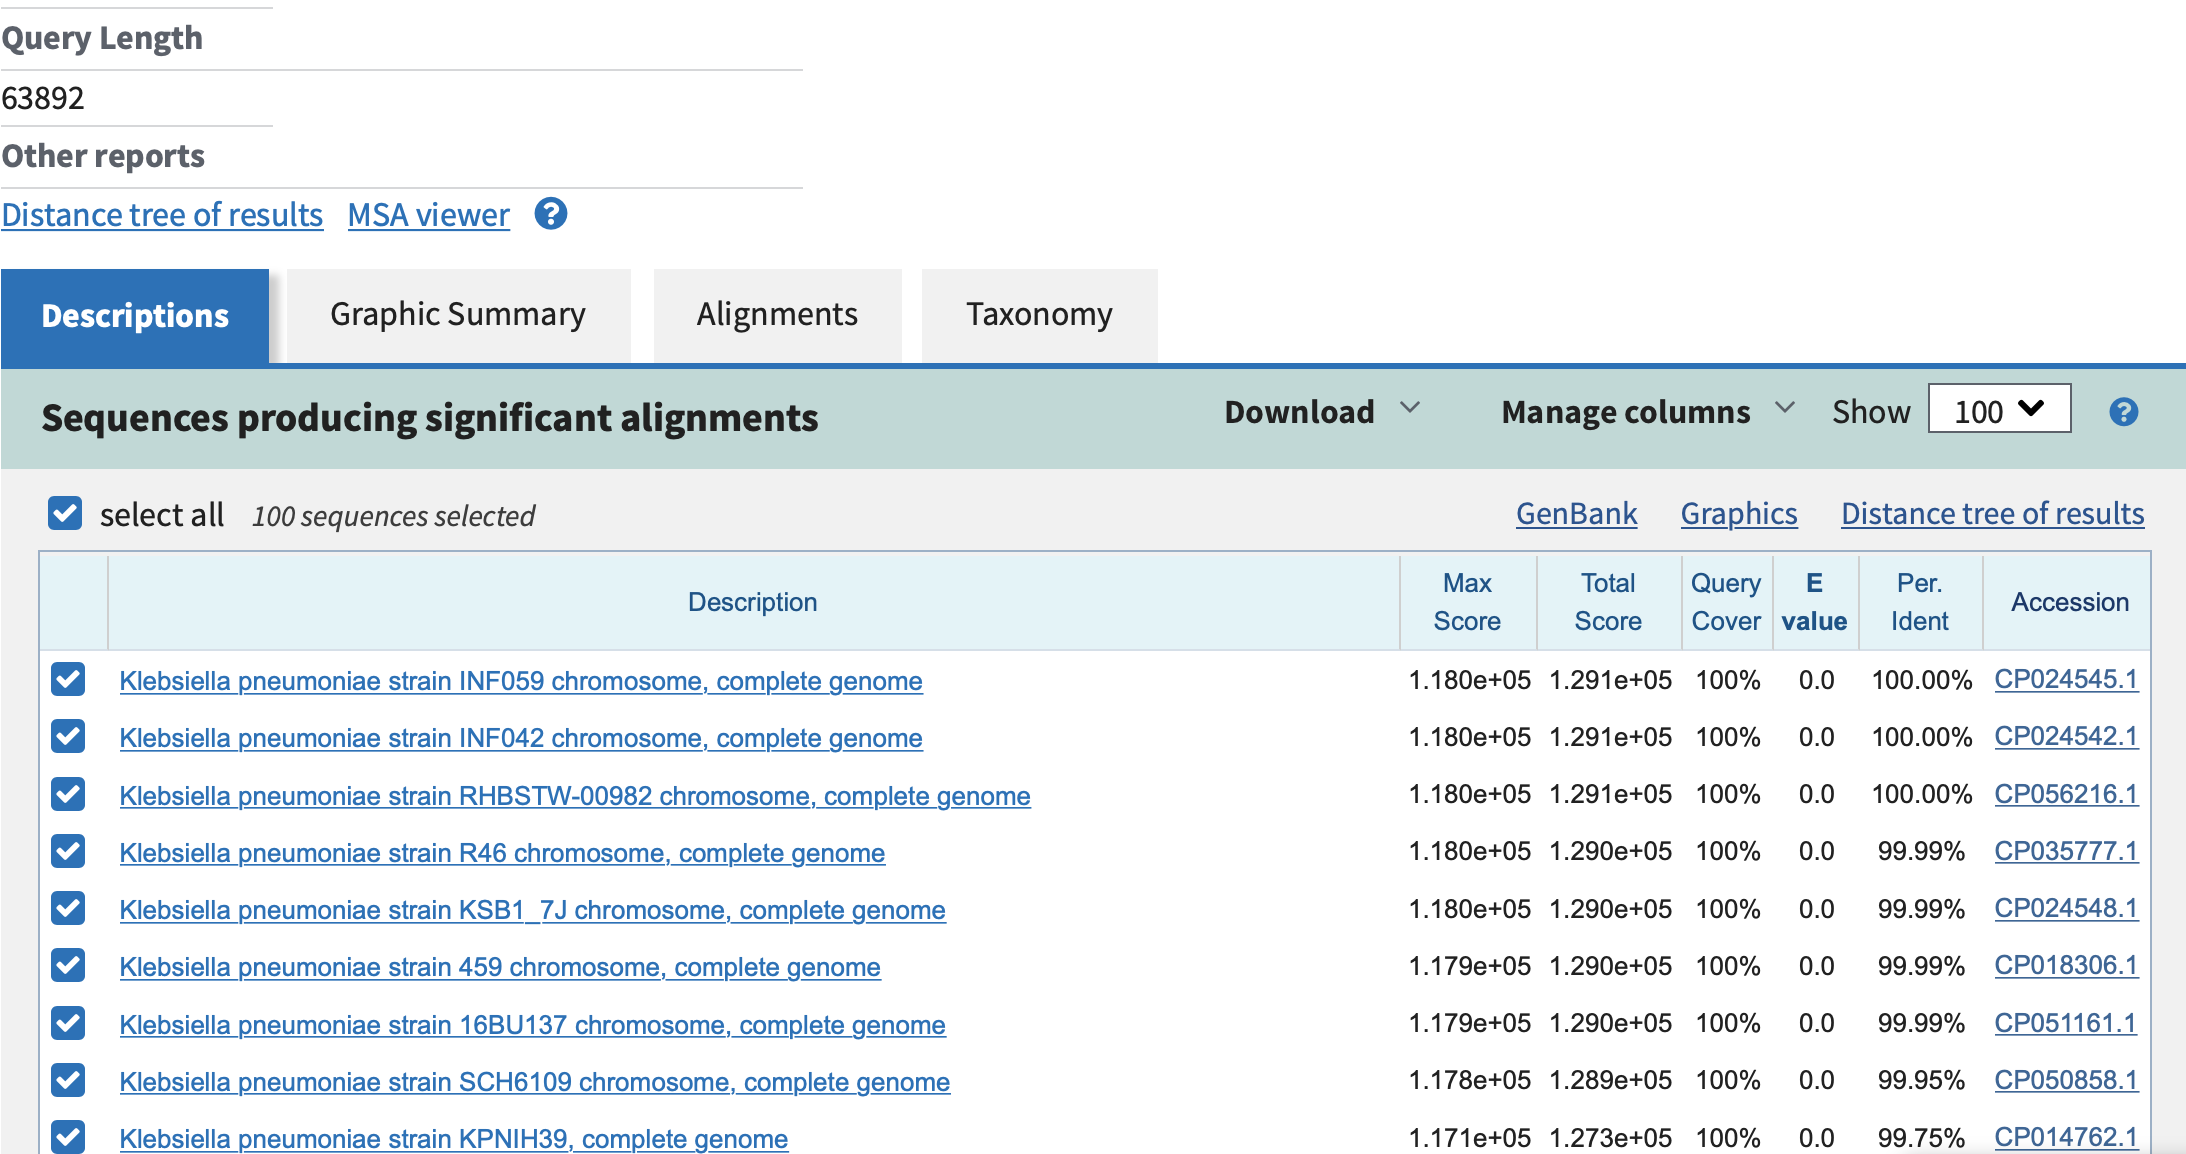 Query Length
63892
Other reports
Distance tree of results MSA viewer ?
Descriptions Graphic Summary Alignments Taxonomy
Sequences producing significant alignments Download Manage columns Show 100 ?
select all 100 sequences selected GenBank Graphics Distance tree of results
Description Max Score Total Score Query Cover E value Per. Ident Accession
Klebsiella pneumoniae strain INF059 chromosome, complete genome 1.180e+05 1.291e+05 100% 0.0 100.00% CP024545.1
Klebsiella pneumoniae strain INF042 chromosome, complete genome 1.180e+05 1.291e+05 100% 0.0 100.00% CP024542.1
Klebsiella pneumoniae strain RHBSTW-00982 chromosome, complete genome 1.180e+05 1.291e+05 100% 0.0 100.00% CP056216.1
Klebsiella pneumoniae strain R46 chromosome, complete genome 1.180e+05 1.290e+05 100% 0.0 99.99% CP035777.1
Klebsiella pneumoniae strain KSB1_7J chromosome, complete genome 1.180e+05 1.290e+05 100% 0.0 99.99% CP024548.1
Klebsiella pneumoniae strain 459 chromosome, complete genome 1.179e+05 1.290e+05 100% 0.0 99.99% CP018306.1
Klebsiella pneumoniae strain 16BU137 chromosome, complete genome 1.179e+05 1.290e+05 100% 0.0 99.99% CP051161.1
Klebsiella pneumoniae strain SCH6109 chromosome, complete genome 1.178e+05 1.289e+05 100% 0.0 99.95% CP050858.1
Klebsiella pneumoniae strain KPNIH39, complete genome 1.171e+05 1.273e+05 100% 0.0 99.75% CP014762.1